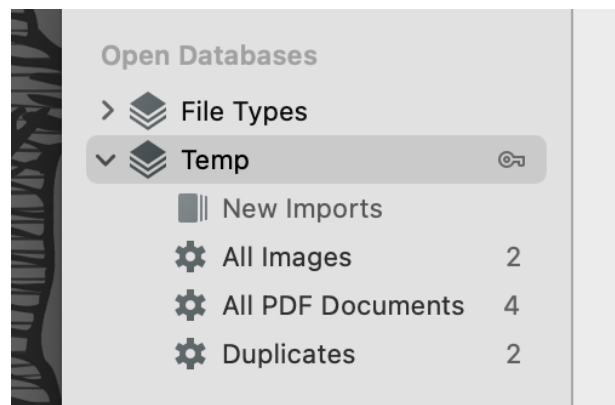 Open Databases
File Types
Temp
New Imports
All Images 2
All PDF Documents 4
Duplicates 2